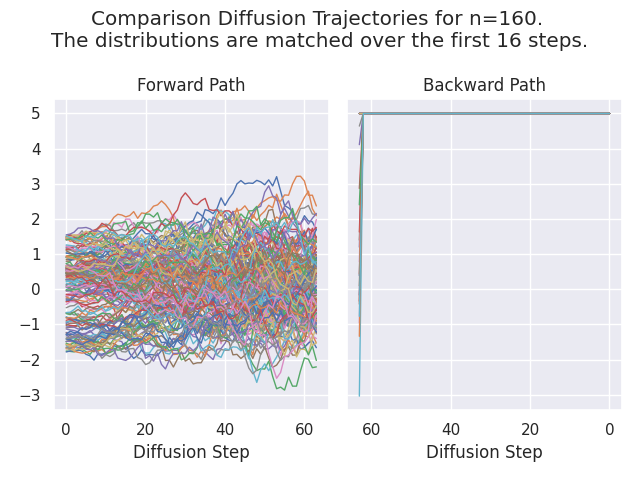 Comparison Diffusion Trajectories for n=160.
The distributions are matched over the first 16 steps.
Forward Path
Backward Path
5
4
3
2
1
0
−1
−2
−3
0 20 40 60
60 40 20 0
Diffusion Step
Diffusion Step